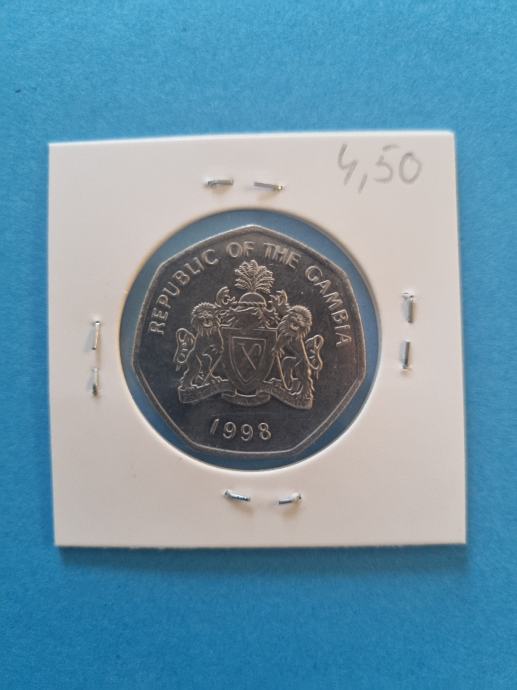 4,50
REPUBLIC OF THE GAMBIA
1998